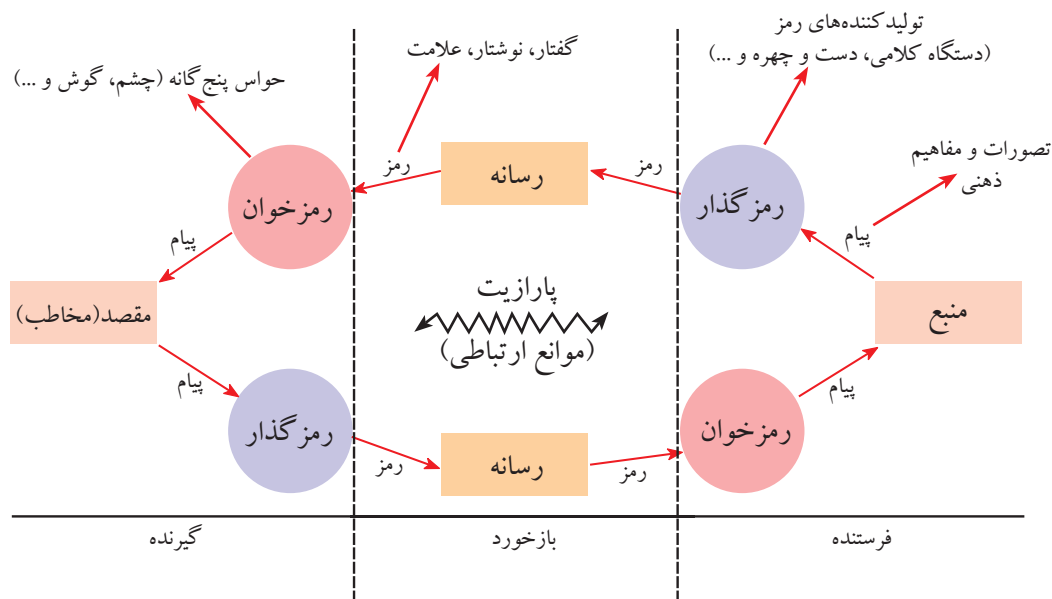 تولیدکننده‌های رمز
(دستگاه کلامی، دست و چهره و ...)
گفتار، نوشتار، علامت
حواس پنج‌گانه (چشم، گوش و ...)
تصورات و مفاهیم
ذهنی
رمزگذار
رمز
رسانه
رمز
رمزخوان
پیام
پیام
منبع
پارازیت
(موانع ارتباطی)
مقصد(مخاطب)
پیام
پیام
رمزخوان
رمز
رسانه
رمز
رمزگذار
فرستنده
بازخورد
گیرنده